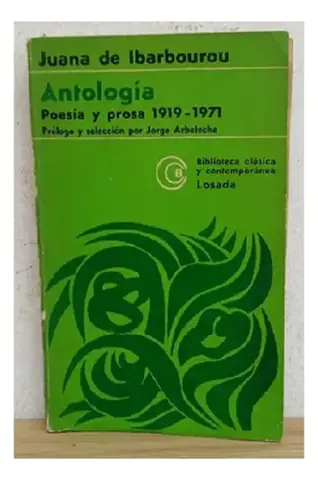 Juana de Ibarbourou
Antología
Poesía y prosa 1919-1971
Prólogo y selección por Jorge Arbeleche
Biblioteca clásica
y contemporánea
Losada